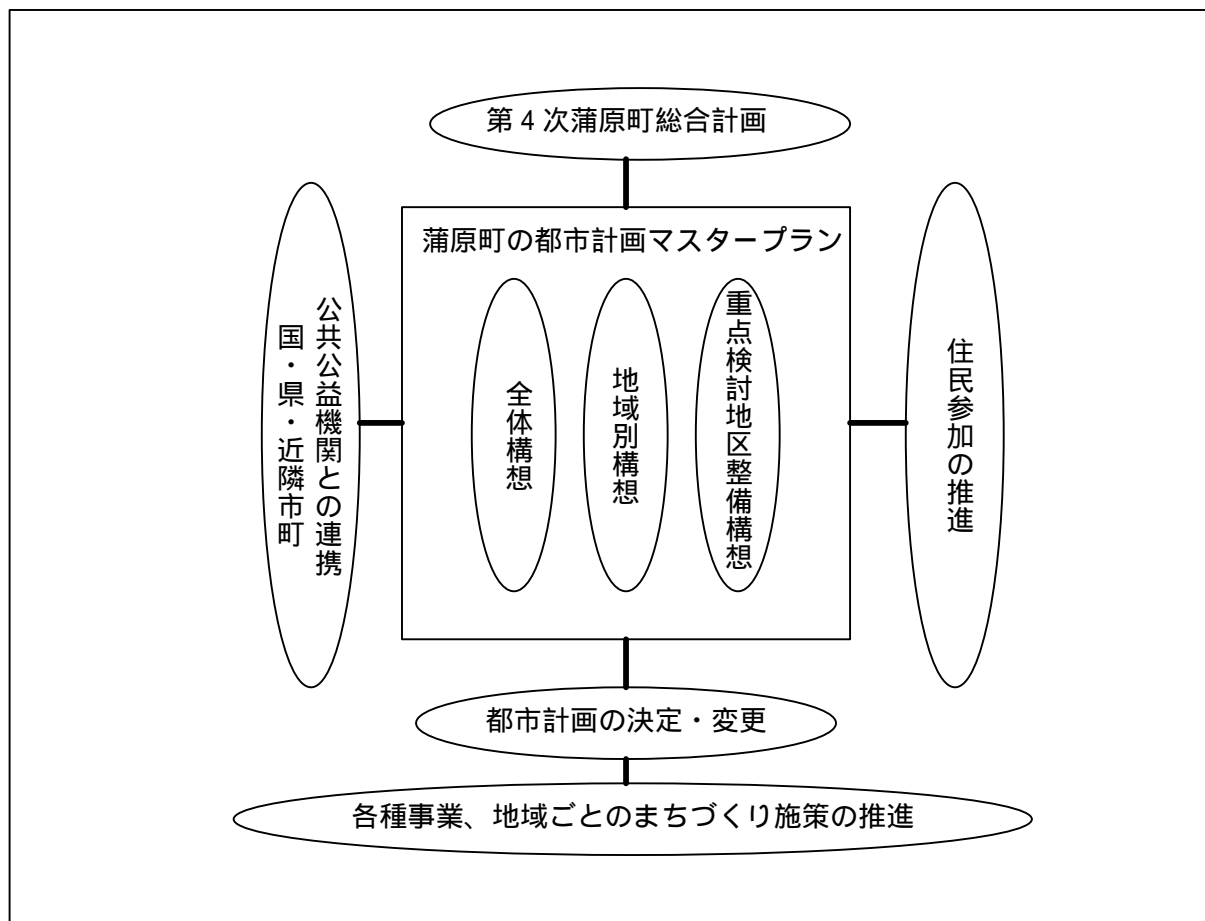 第4次蒲原町総合計画
蒲原町の都市計画マスタープラン
公共公益機関との連携
国・県・近隣市町
全体構想
地域別構想
重点検討地区整備構想
住民参加の推進
都市計画の決定・変更
各種事業、地域ごとのまちづくり施策の推進